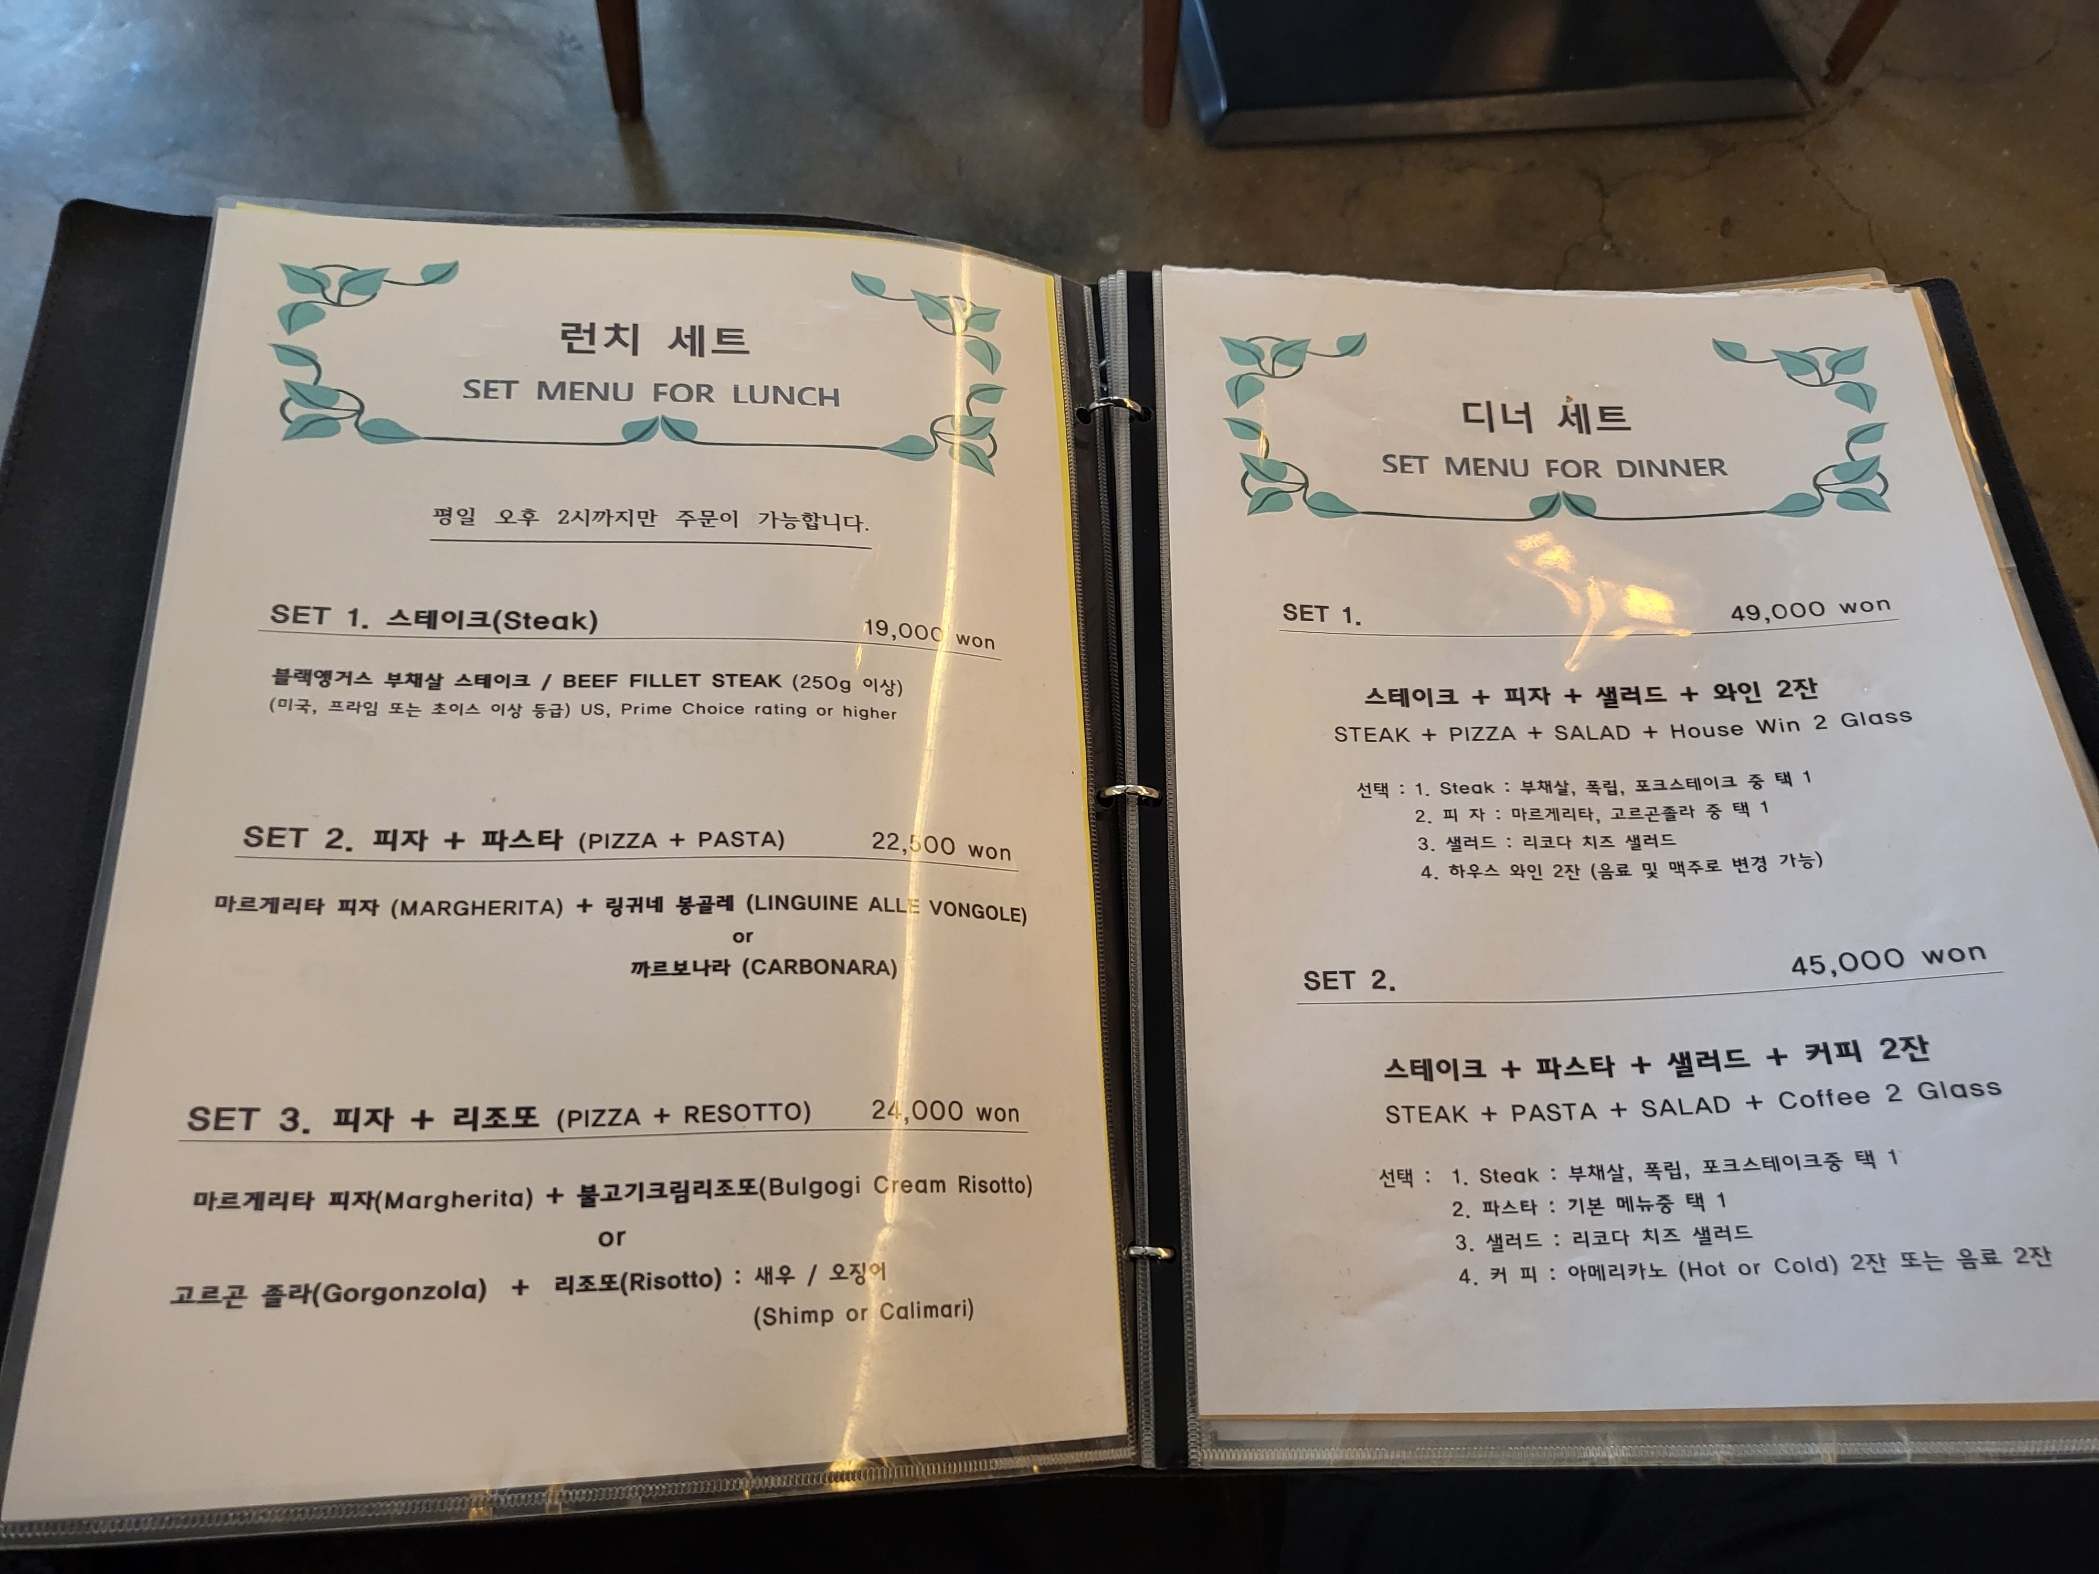 런치 세트
SET MENU FOR LUNCH
평일 오후 2시까지만 주문이 가능합니다.
SET 1. 스테이크(Steak) 19,000 won
블랙앵거스 부채살 스테이크 / BEEF FILLET STEAK (250g 이상)
(미국, 프라임 또는 초이스 이상 등급) US, Prime Choice rating or higher
SET 2. 피자 + 파스타 (PIZZA + PASTA) 22,500 won
마르게리타 피자 (MARGHERITA) + 링귀네 봉골레 (LINGUINE ALLE VONGOLE)
or
까르보나라 (CARBONARA)
SET 3. 피자 + 리조또 (PIZZA + RESOTTO) 24,000 won
마르게리타 피자(Margherita) + 불고기크림리조또(Bulgogi Cream Risotto)
or
고르곤 졸라(Gorgonzola) + 리조또(Risotto) : 새우 / 오징어
(Shimp or Calimari)
디너 세트
SET MENU FOR DINNER
SET 1. 49,000 won
스테이크 + 피자 + 샐러드 + 와인 2잔
STEAK + PIZZA + SALAD + House Win 2 Glass
선택 : 1. Steak : 부채살, 폭립, 포크스테이크 중 택 1
2. 피 자 : 마르게리타, 고르곤졸라 중 택 1
3. 샐러드 : 리코다 치즈 샐러드
4. 하우스 와인 2잔 (음료 및 맥주로 변경 가능)
SET 2. 45,000 won
스테이크 + 파스타 + 샐러드 + 커피 2잔
STEAK + PASTA + SALAD + Coffee 2 Glass
선택 : 1. Steak : 부채살, 폭립, 포크스테이크중 택 1
2. 파스타 : 기본 메뉴중 택 1
3. 샐러드 : 리코다 치즈 샐러드
4. 커 피 : 아메리카노 (Hot or Cold) 2잔 또는 음료 2잔